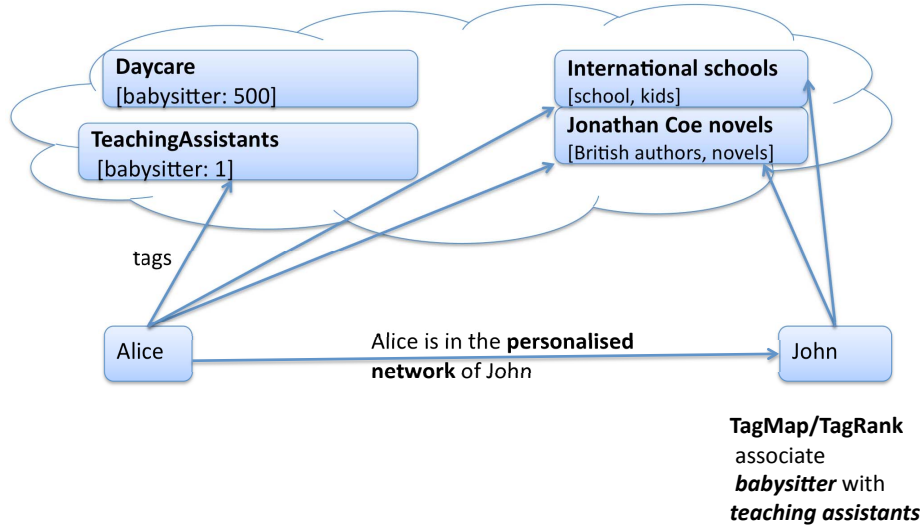 Daycare
[babysitter: 500]
TeachingAssistants
[babysitter: 1]
International schools
[school, kids]
Jonathan Coe novels
[British authors, novels]
tags
Alice
Alice is in the personalised
network of John
John
TagMap/TagRank
associate
babysitter with
teaching assistants